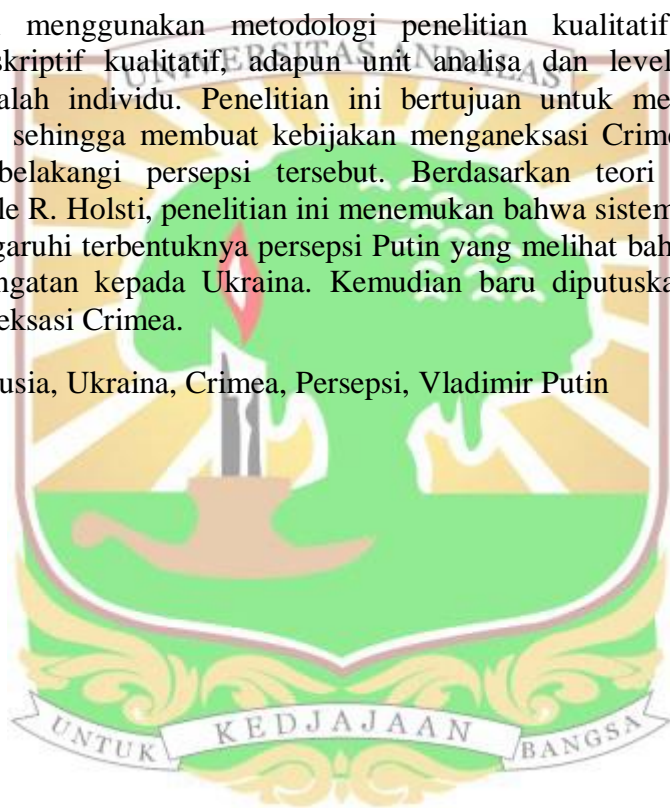 menggunakan metodologi penelitian kualitatif
skriptif kualitatif, adapun unit analisa dan level
alah individu. Penelitian ini bertujuan untuk me
sehingga membuat kebijakan menganeksasi Crime
belakangi persepsi tersebut. Berdasarkan teori
le R. Holsti, penelitian ini menemukan bahwa sistem
garuhi terbentuknya persepsi Putin yang melihat bah
ngatan kepada Ukraina. Kemudian baru diputuska
eksasi Crimea.
usia, Ukraina, Crimea, Persepsi, Vladimir Putin
UNIVERSITAS ANDALAS
UNTUK KEDJAJAAN BANGSA